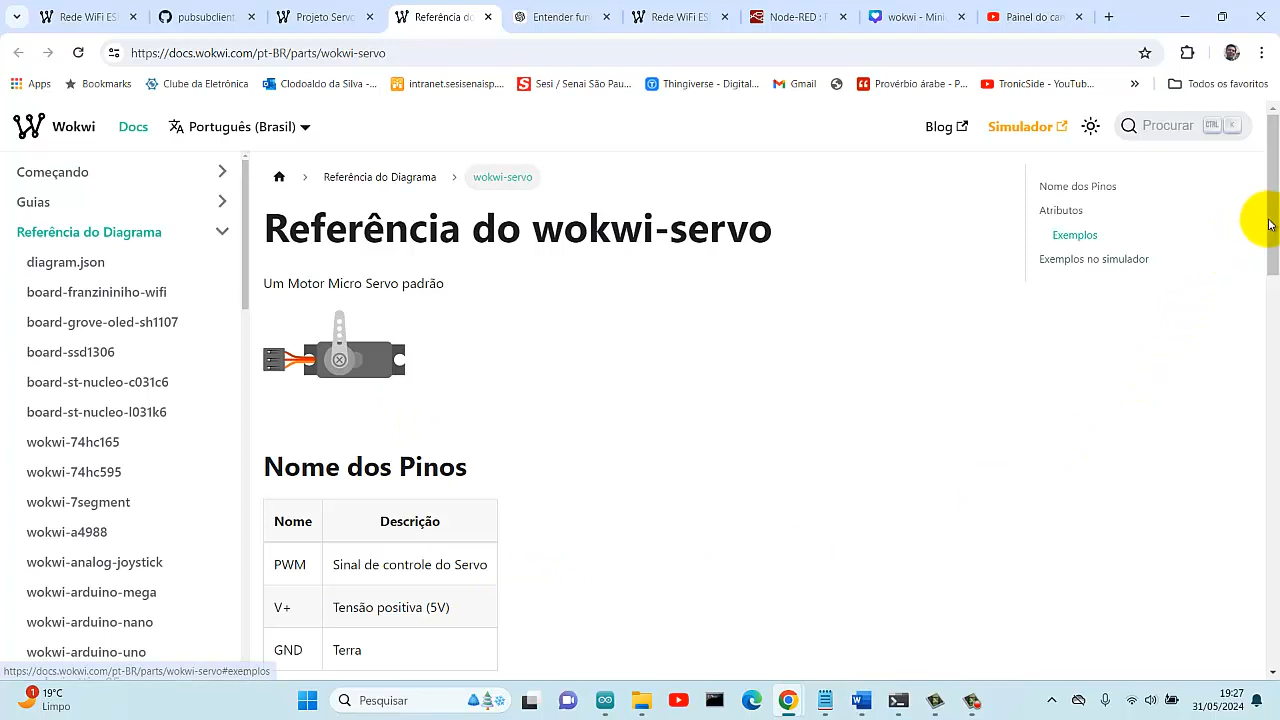 Rede WiFi ES
pubsubclient
Projeto Servo
Referência do
Entender fun
Rede WiFi ES
Node-RED : T
wokwi - Mini
Painel do can
https://docs.wokwi.com/pt-BR/parts/wokwi-servo
Apps
Bookmarks
Clube da Eletrônica
Clodoaldo da Silva -...
intranet.sesisenaisp...
Sesi / Senai São Pau...
Thingiverse - Digital...
Gmail
Provérbio árabe - P...
TronicSide - YouTub...
»
Todos os favoritos
Wokwi
Docs
Português (Brasil)
Blog
Simulador
Procurar
CTRL
K
Começando
Guias
Referência do Diagrama
diagram.json
board-franzininiho-wifi
board-grove-oled-sh1107
board-ssd1306
board-st-nucleo-c031c6
board-st-nucleo-l031k6
wokwi-74hc165
wokwi-74hc595
wokwi-7segment
wokwi-a4988
wokwi-analog-joystick
wokwi-arduino-mega
wokwi-arduino-nano
wokwi-arduino-uno
Referência do Diagrama
wokwi-servo
Referência do wokwi-servo
Um Motor Micro Servo padrão
Nome dos Pinos
Nome Descrição
PWM Sinal de controle do Servo
V+ Tensão positiva (5V)
GND Terra
Nome dos Pinos
Atributos
Exemplos
Exemplos no simulador
https://docs.wokwi.com/pt-BR/parts/wokwi-servo#exemplos
1
19°C
Limpo
Pesquisar
19:27
31/05/2024